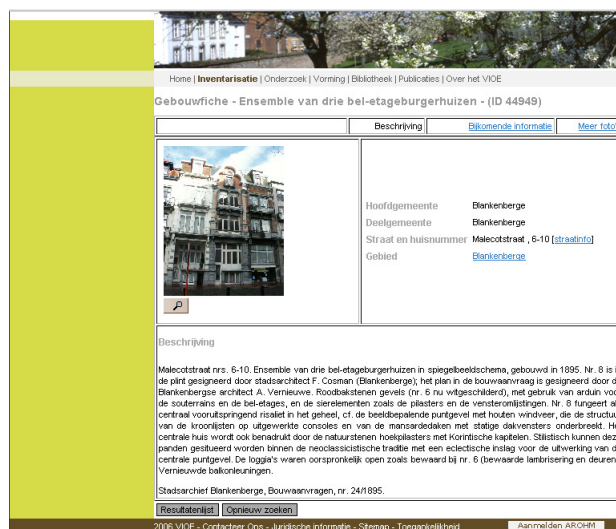 Home | Inventarisatie | Onderzoek | Vorming | Bibliotheek | Publicaties | Over het VIOE
Gebouwfiche - Ensemble van drie bel-etageburgerhuizen - (ID 44949)
Beschrijving Bijkomende informatie Meer foto'
Hoofdgemeente Blankenberge
Deelgemeente Blankenberge
Straat en huisnummer Malecotstraat , 6-10 [straatinfo]
Gebied Blankenberge
Beschrijving
Malecotstraat nrs. 6-10. Ensemble van drie bel-etageburgerhuizen in spiegelbeeldschema, gebouwd in 1895. Nr. 8 is i
de plint gesigneerd door stadsarchitect F. Cosman (Blankenberge); het plan in de bouwaanvraag is gesigneerd door d
Blankenbergse architect A. Vernieuwe. Roodbakstenen gevels (nr. 6 nu witgeschilderd), met gebruik van arduin voo
de souterrains en de bel-etages, en de sierelementen zoals de pilasters en de vensteromlijstingen. Nr. 8 fungeert al
centraal vooruitspringend risaliet in het geheel, cf. de beeldbepalende puntgevel met houten windveer, die de structuu
van de kroonlijsten op uitgewerkte consoles en van de mansardedaken met statige dakvensters onderbreekt. He
centrale huis wordt ook benadrukt door de natuurstenen hoekpilasters met Korintische kapitelen. Stilistisch kunnen dez
panden gesitueerd worden binnen de neoclassicistische traditie met een eclectische inslag voor de uitwerking van d
centrale puntgevel. De loggia's waren oorspronkelijk open zoals bewaard bij nr. 6 (bewaarde lambrisering en deuren
Vernieuwde balkonleuningen.
Stadsarchief Blankenberge, Bouwaanvragen, nr. 24/1895.
Resultatenlijst Opnieuw zoeken
2006 VIOE - Contacteer Ons - Juridische informatie - Sitemap - Toegankelijkheid Aanmelden AROHM